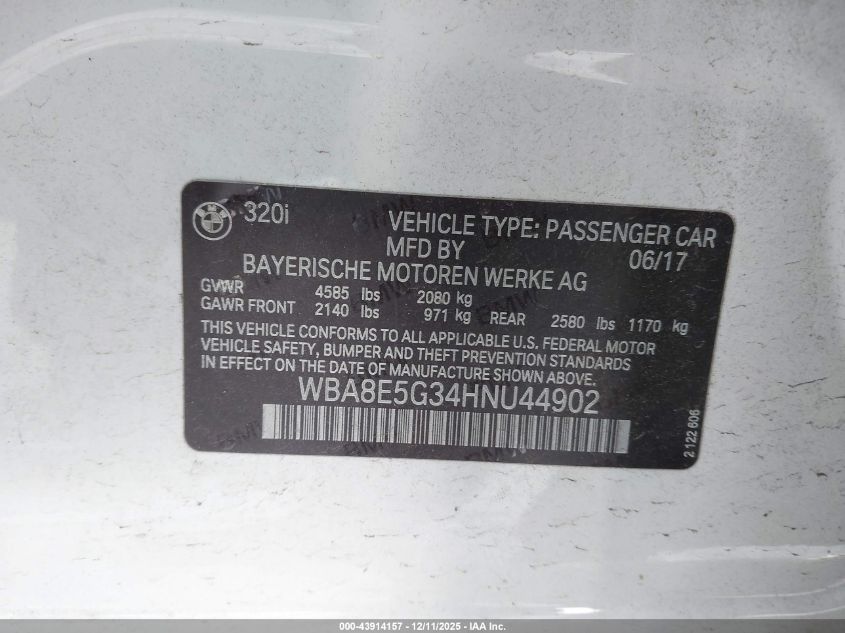 BMW 320i VEHICLE TYPE: PASSENGER CAR
MFD BY 06/17
BAYERISCHE MOTOREN WERKE AG
GVWR 4585 lbs 2080 kg
GAWR FRONT 2140 lbs 971 kg REAR 2580 lbs 1170 kg
THIS VEHICLE CONFORMS TO ALL APPLICABLE U.S. FEDERAL MOTOR
VEHICLE SAFETY, BUMPER AND THEFT PREVENTION STANDARDS
IN EFFECT ON THE DATE OF MANUFACTURE SHOWN ABOVE.
WBA8E5G34HNU44902
2 122 606
000-43914157 - 12/11/2025 - IAA Inc.